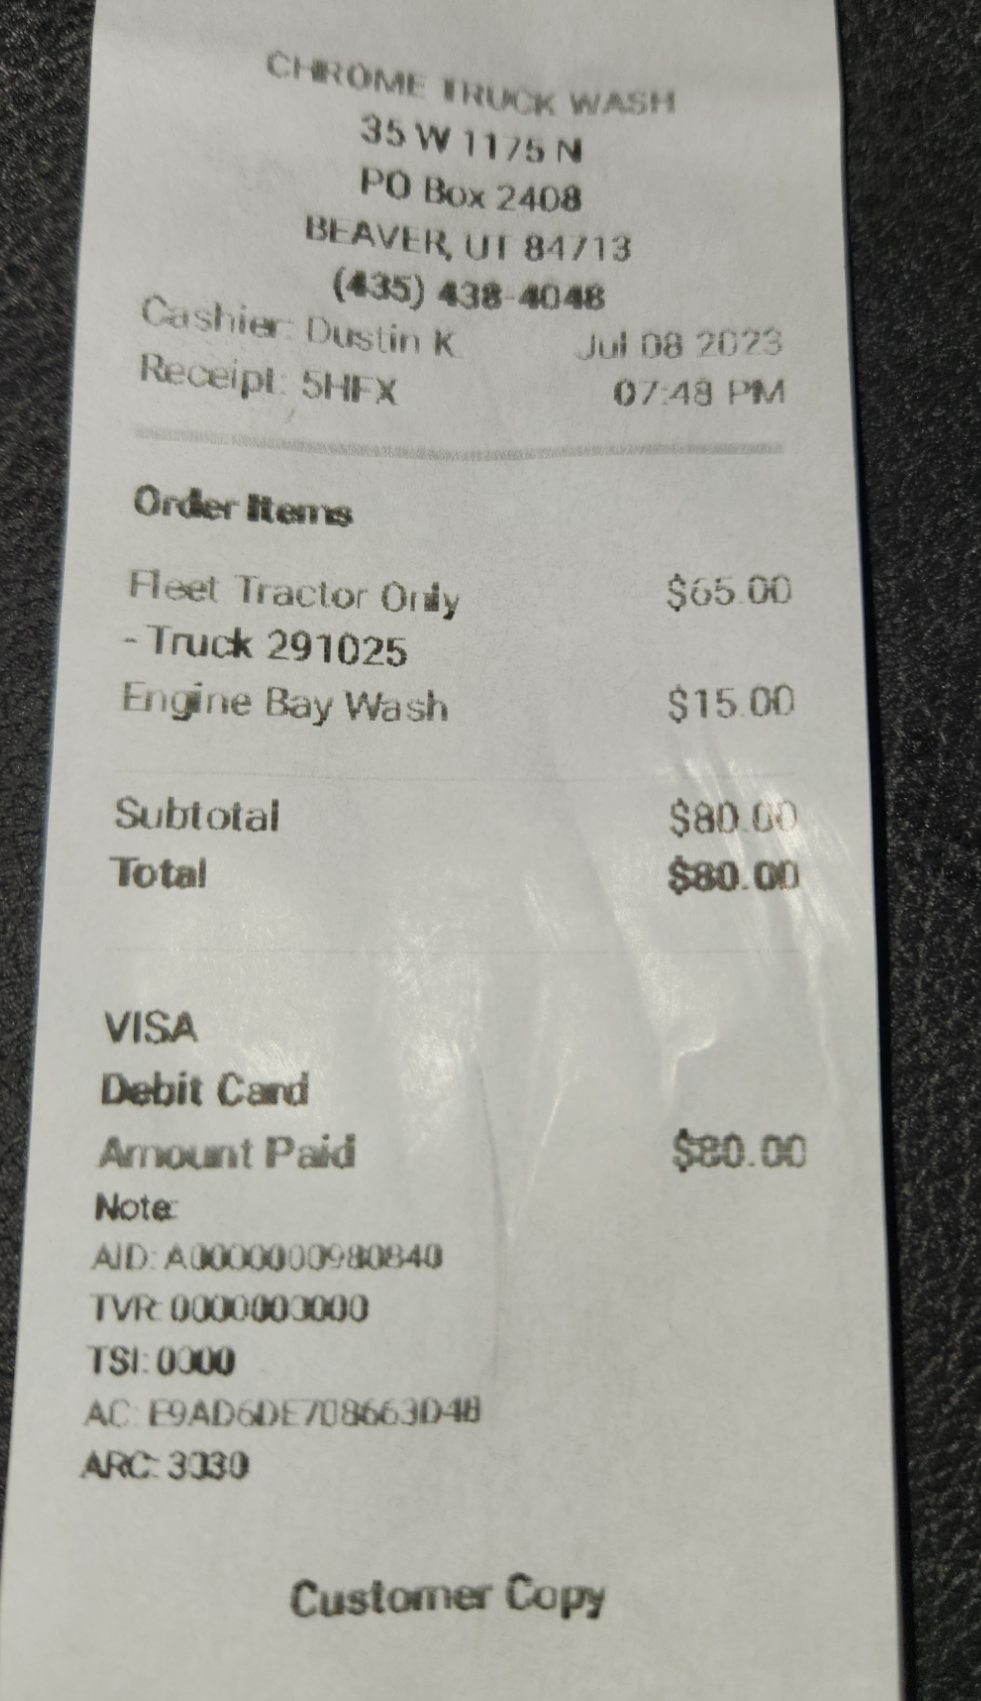 CHROME TRUCK WASH
35 W 1175 N
PO Box 2408
BEAVER, UT 84713
(435) 438-4048
Cashier: Dustin K. Jul 08 2023
Receipt: 5HFX 07:48 PM
Order Items
Fleet Tractor Only $65.00
- Truck 291025
Engine Bay Wash $15.00
Subtotal $80.00
Total $80.00
VISA
Debit Card
Amount Paid $80.00
Note:
AID: A0000000980840
TVR: 0000000000
TSI: 0000
AC: E9AD6DE708663D48
ARC: 3030
Customer Copy